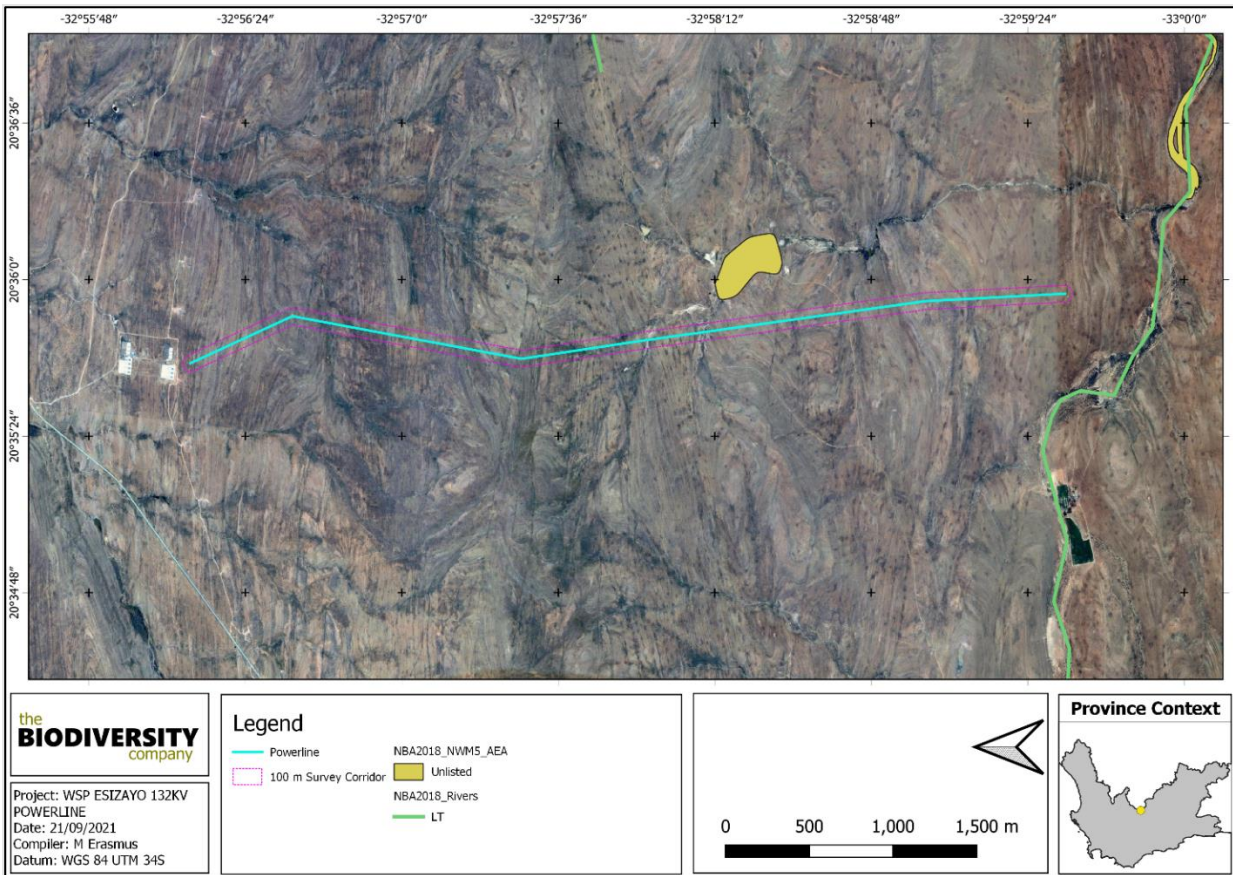 -32°55′48″ -32°56′24″ -32°57′0″ -32°57′36″ -32°58′12″ -32°58′48″ -32°59′24″ -33°0′0″
20°36′36″
20°36′0″
20°35′24″
20°34′48″
the
BIODIVERSITY
company
Project: WSP ESIZAYO 132KV
POWERLINE
Date: 21/09/2021
Compiler: M Erasmus
Datum: WGS 84 UTM 34S
Legend
Powerline
100 m Survey Corridor
NBA2018_NWM5_AEA
Unlisted
NBA2018_Rivers
LT
0 500 1,000 1,500 m
Province Context